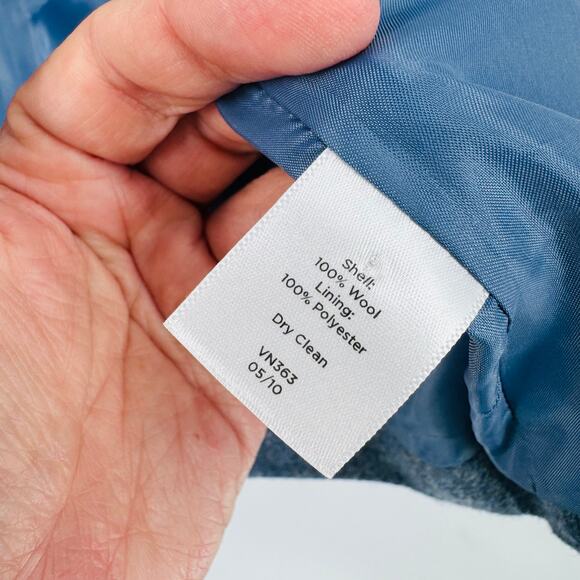 Shell:
100% Wool
Lining:
100% Polyester
Dry Clean
VN363
05/10